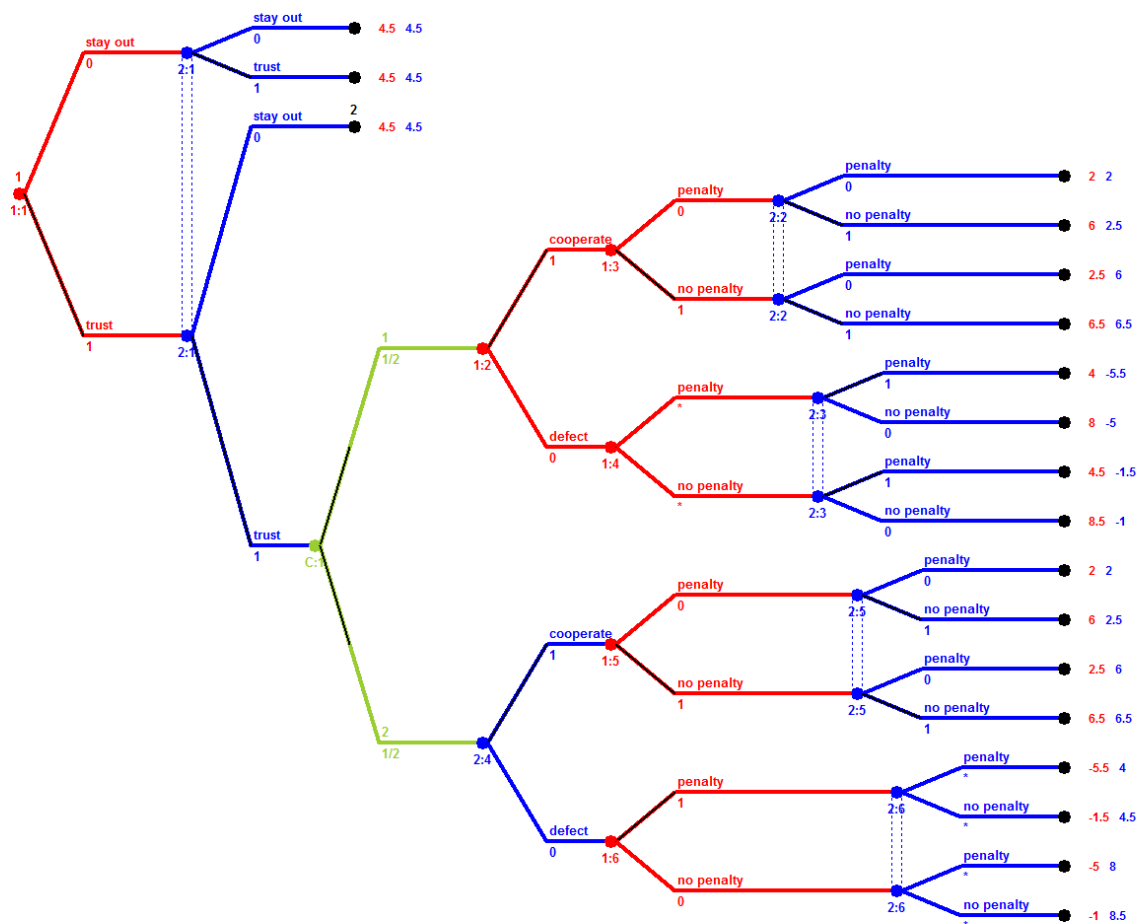 stay out
0
4.5 4.5
stay out
0
2:1
trust
1
4.5 4.5
2
stay out
0
4.5 4.5
1
1:1
penalty
0
2 2
penalty
0
2:2
no penalty
1
6 2.5
cooperate
1
1:3
penalty
0
2.5 6
no penalty
1
2:2
no penalty
1
6.5 6.5
trust
1
2:1
1
1/2
1:2
penalty
1
4 -5.5
penalty
*
2:3
no penalty
0
8 -5
defect
0
1:4
penalty
1
4.5 -1.5
no penalty
*
2:3
no penalty
0
8.5 -1
trust
1
C:1
penalty
0
2 2
penalty
0
2:5
no penalty
1
6 2.5
cooperate
1
1:5
penalty
0
2.5 6
no penalty
1
2:5
no penalty
1
6.5 6.5
2
1/2
2:4
penalty
*
-5.5 4
penalty
1
2:6
no penalty
*
-1.5 4.5
defect
0
1:6
penalty
*
-5 8
no penalty
0
2:6
no penalty
*
-1 8.5